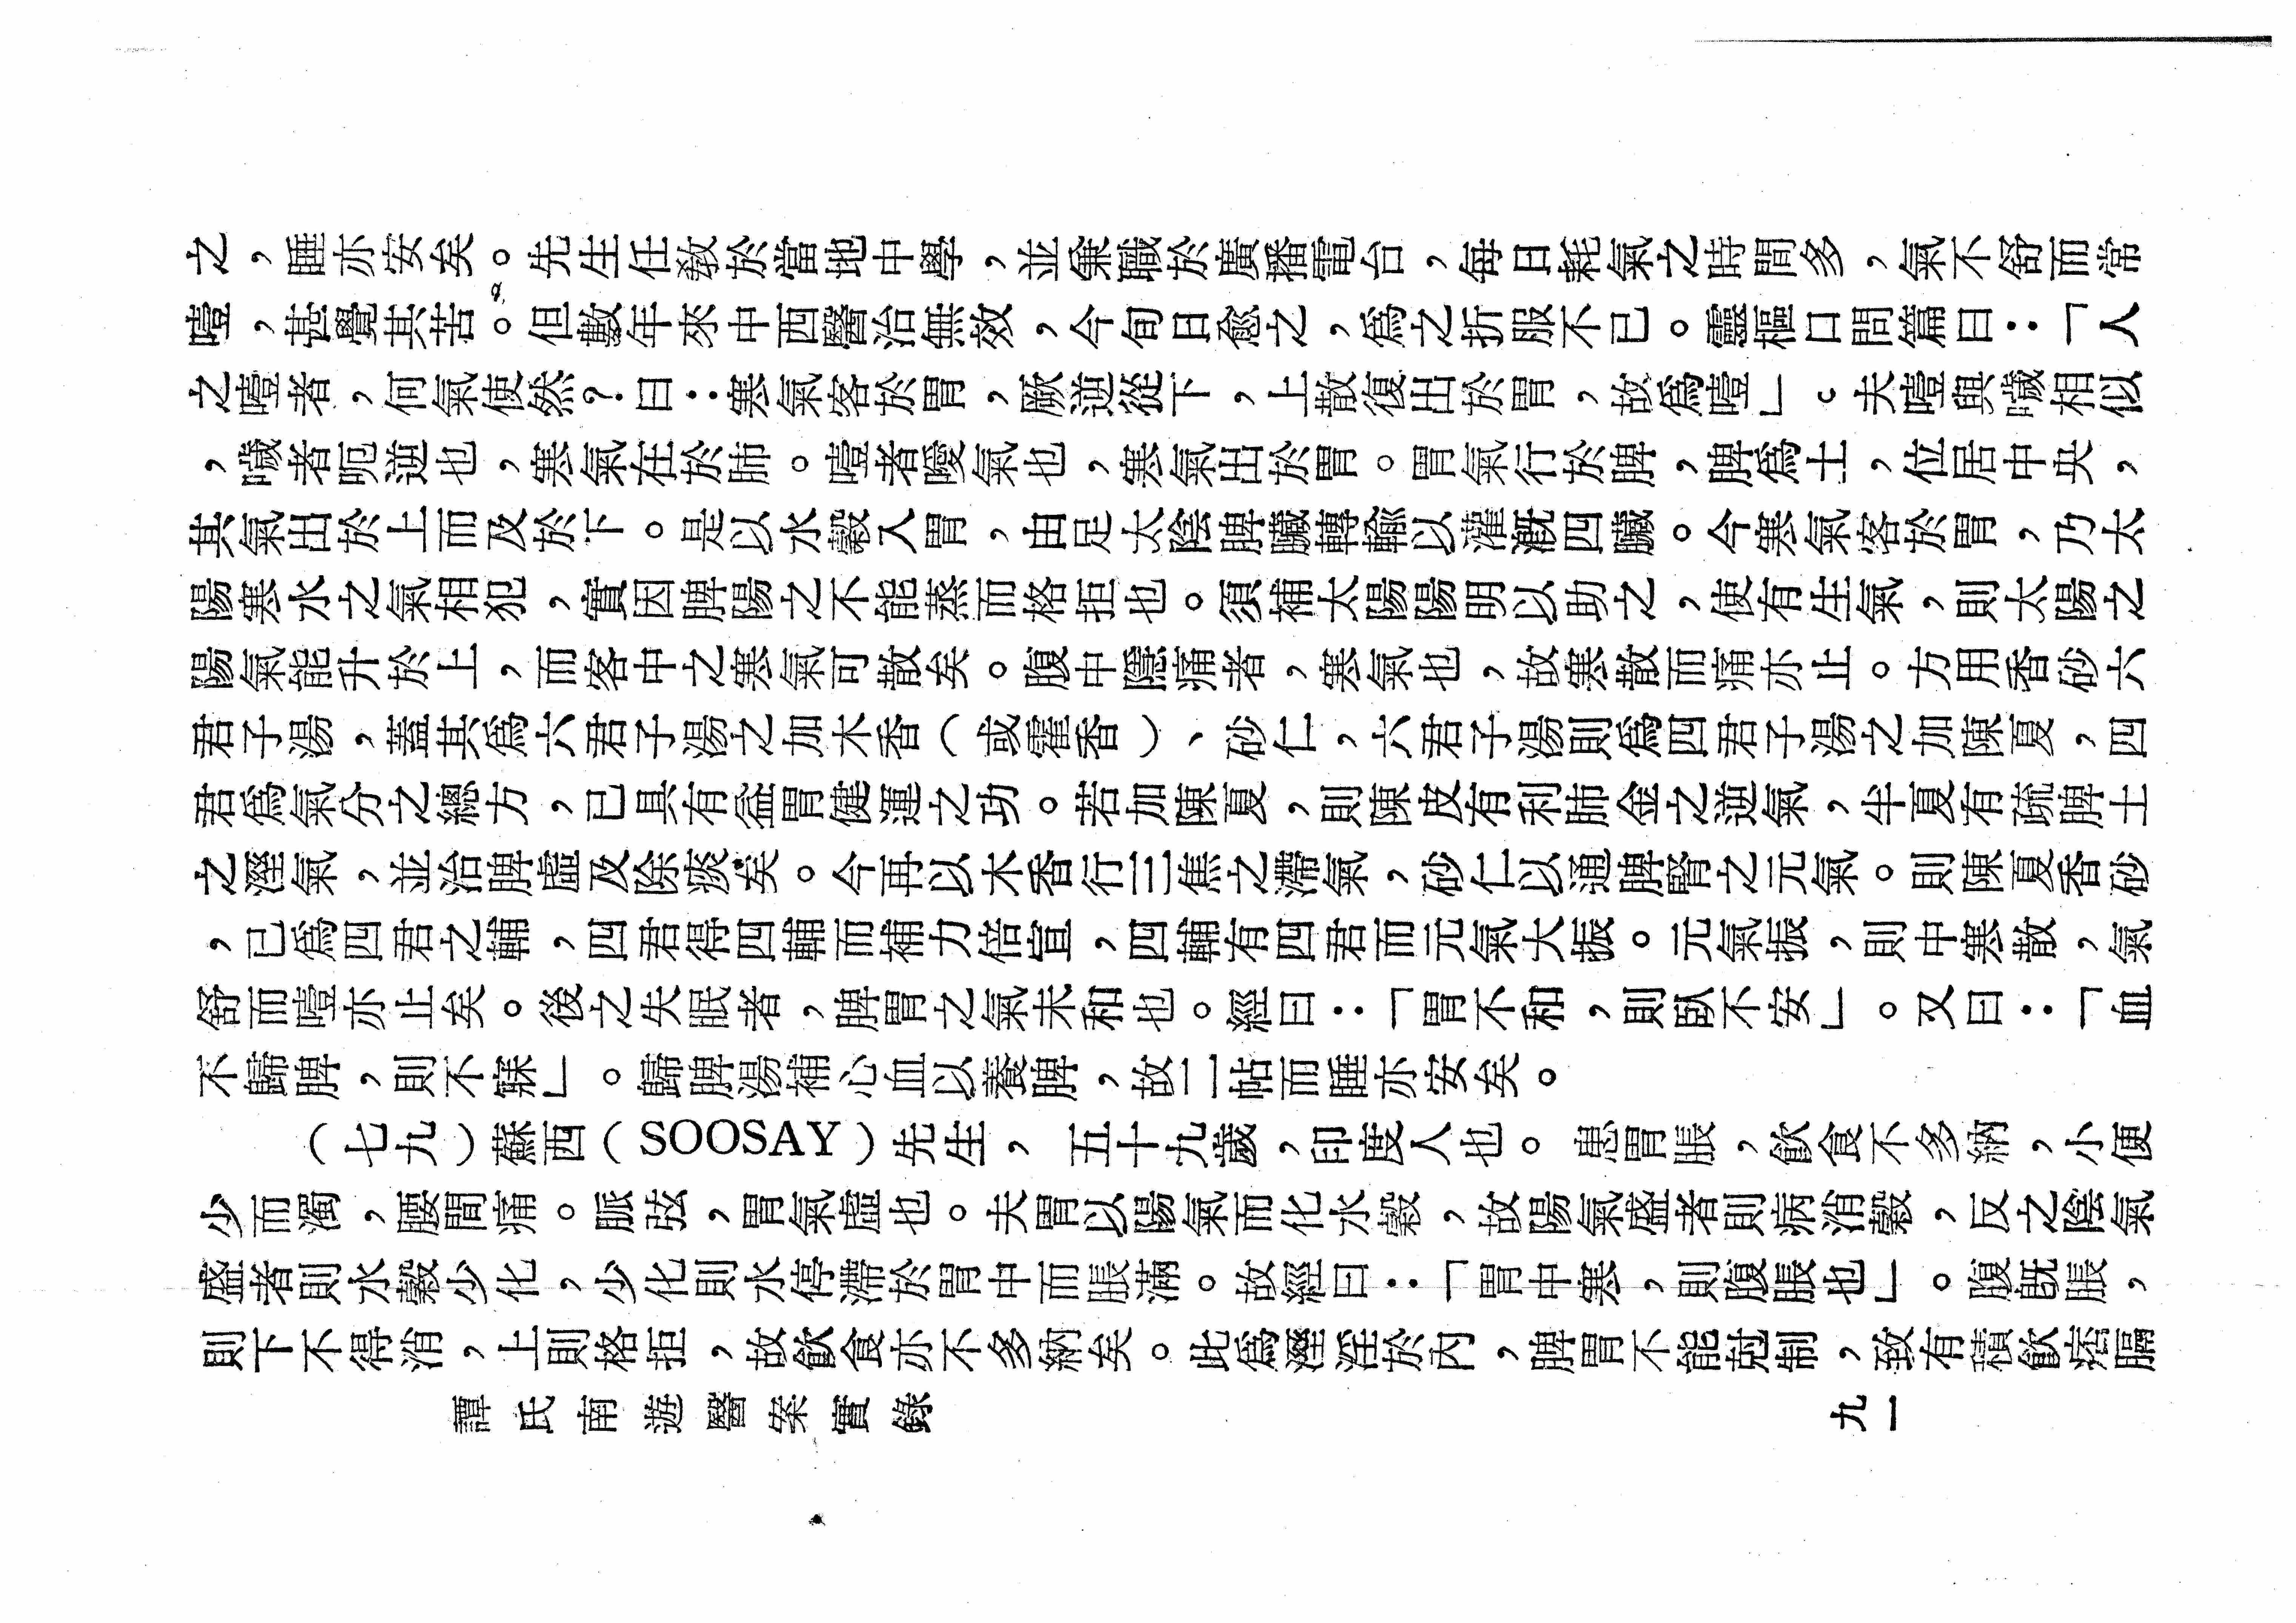 之，睡亦安矣。先生任教於當地中學，並兼職於廣播電台，每日耗氣之時間多，氣不舒而常
噎，甚覺其苦。但數年來中西醫治無效，今旬日愈之，爲之折服不已。靈樞口問篇曰：「人
之噎者，何氣使然？曰：寒氣客於胃，厥逆從下，上散復出於胃，故爲噎」。夫噎與噦相似
，噦者呃逆也，寒氣在於肺。噎者噯氣也，寒氣出於胃。胃氣行於脾，脾爲土，位居中央，
其氣出於上而及於下。是以水穀入胃，由足太陰脾臟轉輸以灌溉四臟。今寒氣客於胃，乃太
陽寒水之氣相犯，實因脾陽之不能蒸而格拒也。須補太陽陽明以助之，使有生氣，則太陽之
陽氣能升於上，而客中之寒氣可散矣。腹中隱痛者，寒氣也，故寒散而痛亦止。方用香砂六
君子湯，蓋其爲六君子湯之加木香（或霍香）、砂仁，六君子湯則爲四君子湯之加陳夏，四
君爲氣分之總方，已具有益胃健運之功。若加陳夏，則陳皮有利肺金之逆氣，半夏有疏脾土
之溼氣，並治脾虛及除痰矣。今再以木香行三焦之滯氣，砂仁以通脾腎之元氣。則陳夏香砂
，已爲四君之輔，四君得四輔而補力倍宣，四輔有四君而元氣大振。元氣振，則中寒散，氣
舒而噎亦止矣。後之失眠者，脾胃之氣未和也。經曰：「胃不和，則臥不安」。又曰：「血
不歸脾，則不寐」。歸脾湯補心血以養脾，故二帖而睡亦安矣。
（七九）蘇西（SOOSAY）先生，五十九歲，印度人也。患胃脹，飲食不多納，小便
少而濁，腰間痛。脈弦，胃氣虛也。夫胃以陽氣而化水穀，故陽氣盛者則病消穀，反之陰氣
盛者則水穀少化，少化則水停滯於胃中而脹滿。故經曰：「胃中寒，則腹脹也」。腹既脹，
則下不得消，上則格拒，故飲食亦不多納矣。此爲溼淫於內，脾胃不能尅制，致有積飲痞膈
譚氏南遊醫案實錄
九一